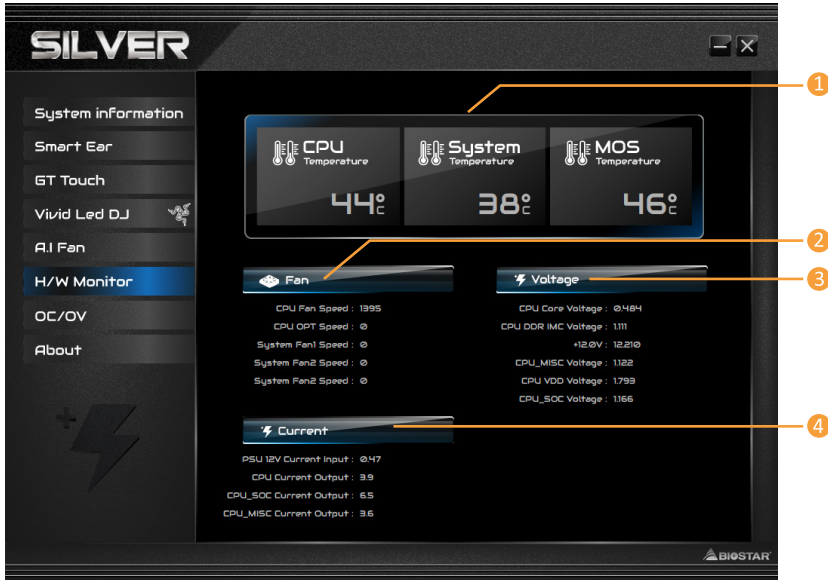 SILVER
1
System information
Smart Ear
GT Touch
Vivid Led DJ
A.I Fan
H/W Monitor
OC/OV
About
CPU
Temperature
44°C
System
Temperature
38°C
MOS
Temperature
46°C
2
Fan
CPU Fan Speed : 1395
CPU OPT Speed : 0
System Fan1 Speed : 0
System Fan2 Speed : 0
System Fan2 Speed : 0
3
Voltage
CPU Core Voltage : 0.484
CPU DDR IMC Voltage : 1.111
+12.0V : 12.210
CPU_MISC Voltage : 1.122
CPU VDD Voltage : 1.793
CPU_SOC Voltage : 1.166
4
Current
PSU 12V Current Input : 0.47
CPU Current Output : 3.9
CPU_SOC Current Output : 6.5
CPU_MISC Current Output : 3.6
BIOSTAR